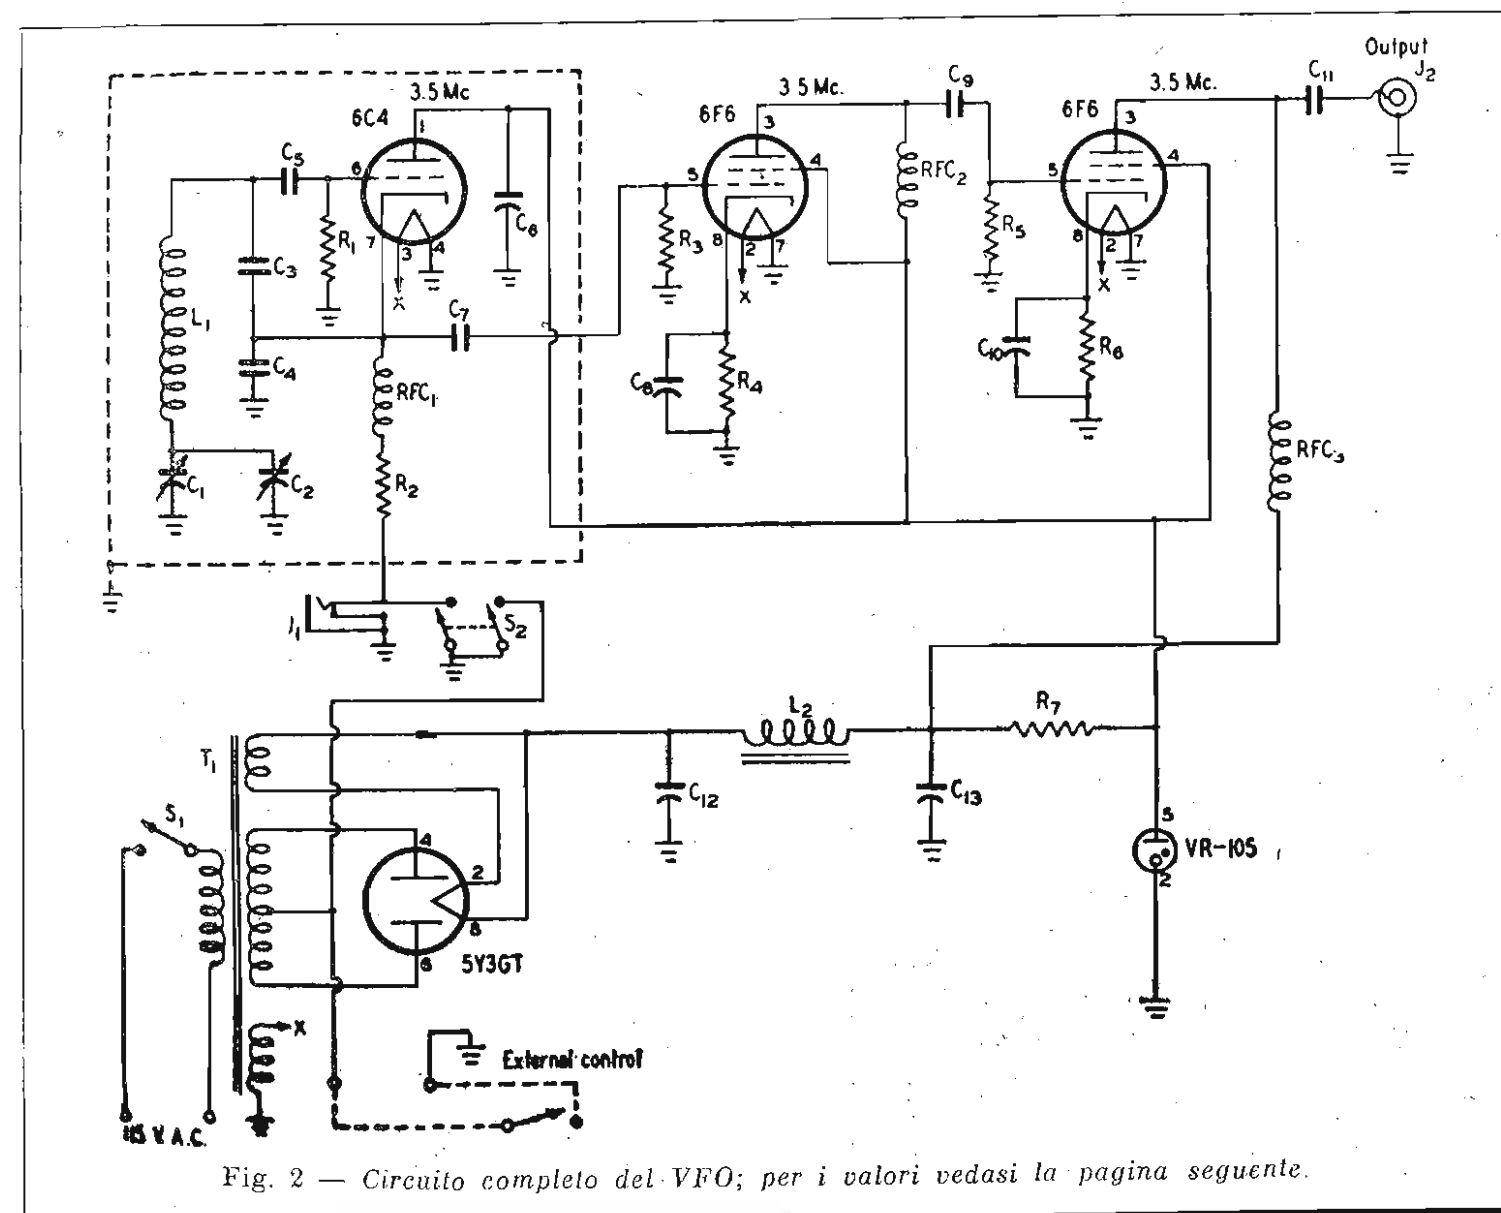 Output
J2
C11
3.5 Mc
3 5 Mc.
C9
3.5 Mc.
6C4
1
6F6
3
6F6
3
C5
6
5
4
RFC2
5
4
C6
R1
7
3
4
X
R3
8
2
7
X
R5
8
2
7
X
C3
L1
C7
C4
RFC1
C8
R4
C10
R6
C1
C2
R2
RFC3
J1
S2
T1
L2
R7
C12
C13
S1
4
2
8
6
5Y3GT
5
VR-105
2
X
External control
115 V. A.C.
Fig. 2 — Circuito completo del VFO; per i valori vedasi la pagina seguente.